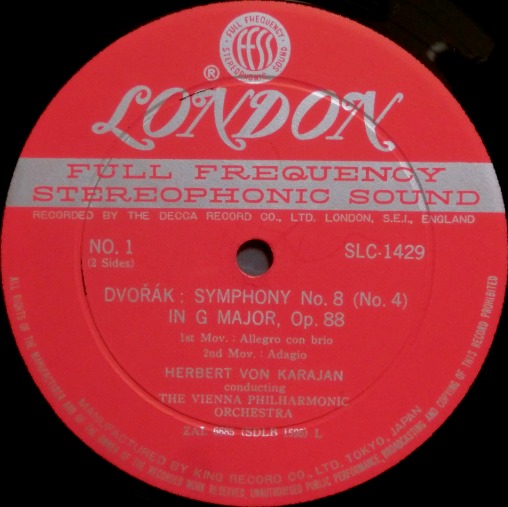 FULL FREQUENCY
ffss
STEREOPHONIC SOUND
®
LONDON
FULL FREQUENCY
STEREOPHONIC SOUND
RECORDED BY THE DECCA RECORD CO., LTD. LONDON, S.E.I., ENGLAND
NO. 1
(2 Sides)
SLC-1429
DVOŘÁK : SYMPHONY No. 8 (No. 4)
IN G MAJOR, Op. 88
1st Mov. : Allegro con brio
2nd Mov. : Adagio
HERBERT VON KARAJAN
conducting
THE VIENNA PHILHARMONIC
ORCHESTRA
ZAL 6685 (SDLB L
MANUFACTURED BY KING RECORD CO., LTD. TOKYO, JAPAN
ALL RIGHTS OF THE MANUFACTURER AND OF THE OWNER OF THE RECORDED WORK RESERVED, UNAUTHORISED PUBLIC PERFORMANCE, BROADCASTING AND COPYING OF THIS RECORD PROHIBITED